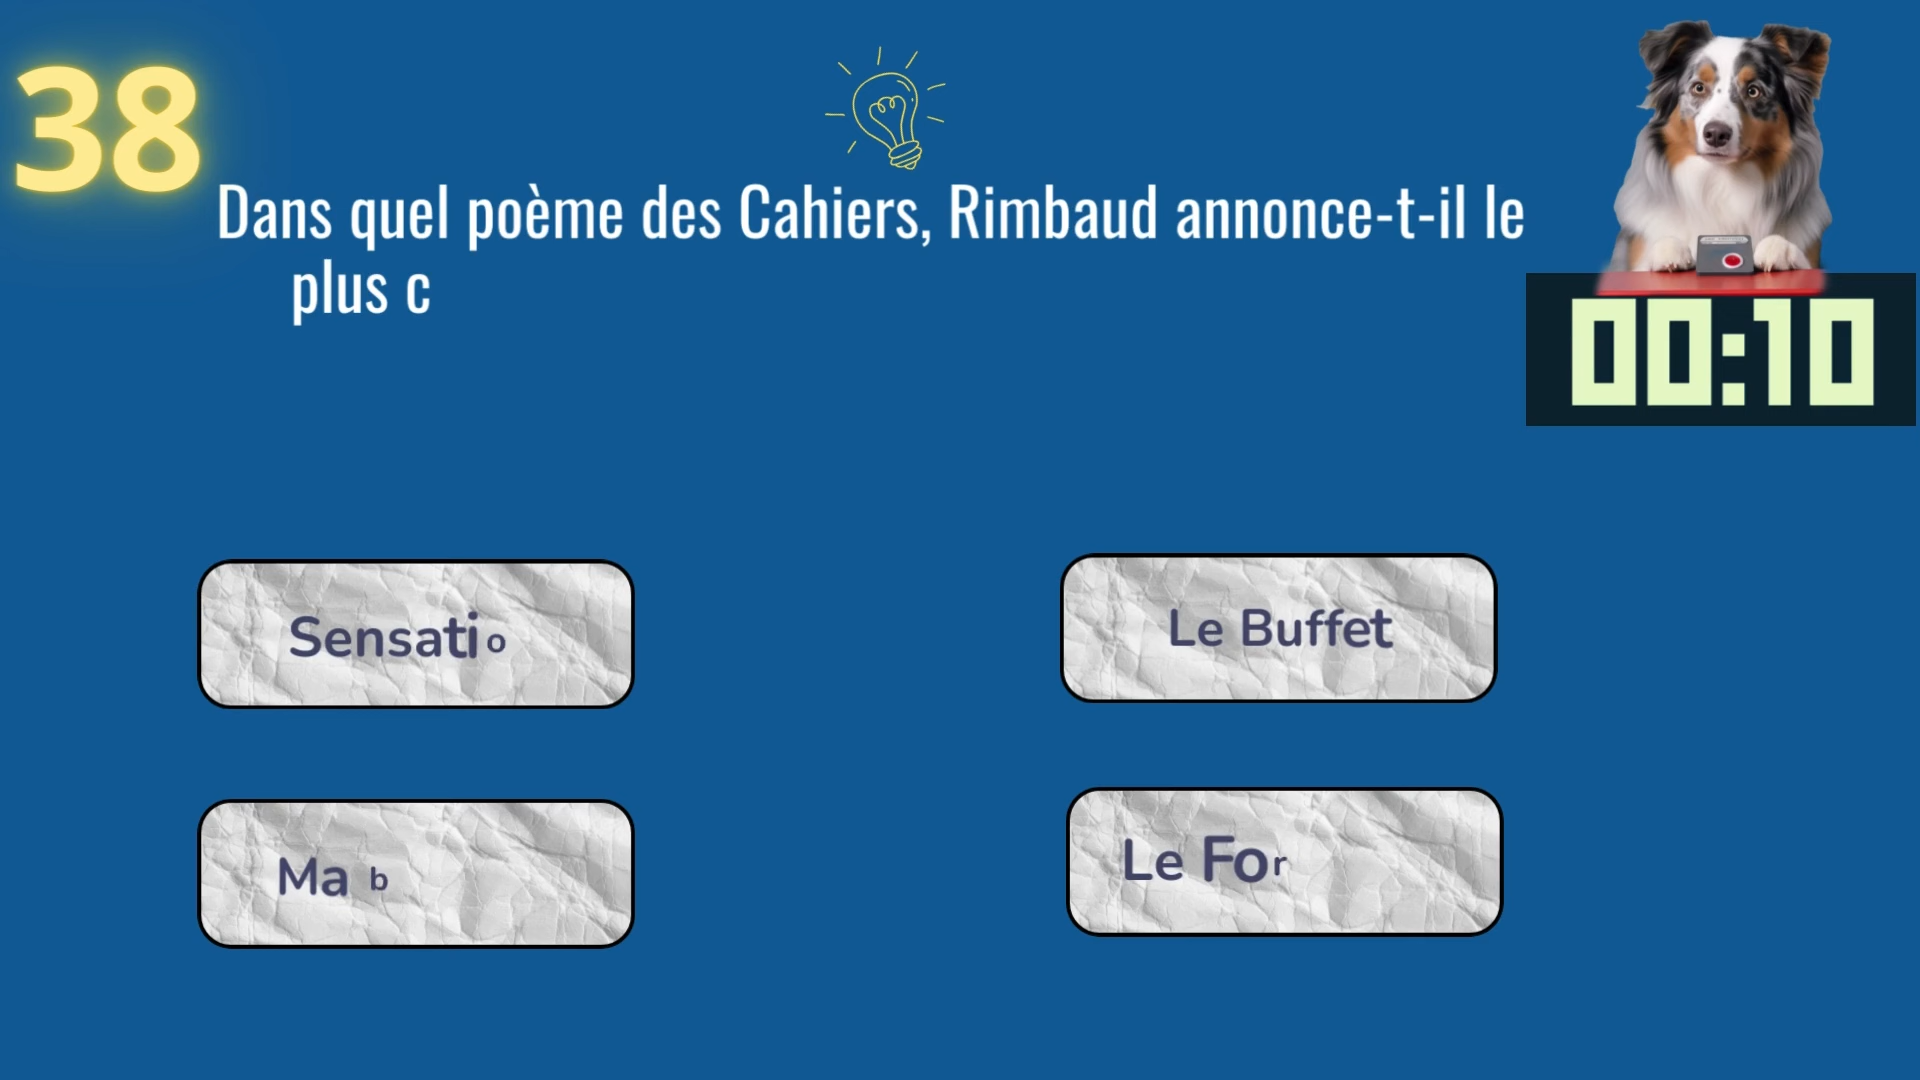 38
Dans quel poème des Cahiers, Rimbaud annonce-t-il le
plus c
00:10
Sensatio
Le Buffet
Ma b
Le For